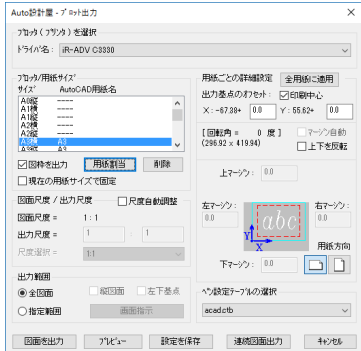 Auto設計屋 - ﾌﾟﾛｯﾄ出力
ﾌﾟﾛｯﾀ ( ﾌﾟﾘﾝﾀ ) を選択
ﾄﾞﾗｲﾊﾞ名 : iR-ADV C3330
ﾌﾟﾛｯﾀ/用紙ｻｲｽﾞ
ｻｲｽﾞ AutoCAD用紙名
A0縦 ----
A1横 ----
A1縦 ----
A2横 ----
A2縦 ----
A3横 A3
A3縦 A3
図枠を出力 用紙割当 削除
現在の用紙サイズで固定
図面尺度 / 出力尺度 尺度自動調整
図面尺度 = 1 : 1
出力尺度 = 1 : 1
尺度選択 = 1:1
出力範囲
全図面 縦図面 左下基点
指定範囲 画面指示
用紙ごとの詳細設定 全用紙に適用
出力基点のｵﾌｾｯﾄ : 印刷中心
X : -67.38+ 0.0 Y : 55.62+ 0.0
[ 回転角 = 0 度 ] マージン自動
(296.92 x 419.94) 上下を反転
上マージン : 0.0
左マージン : 右マージン :
0.0 abc 0.0
Y
X 用紙方向
下マージン : 0.0
ﾍﾟﾝ設定テーブルの選択
acad.ctb
図面を出力 ﾌﾟﾚﾋﾞｭｰ 設定を保存 連続図面出力 ｷｬﾝｾﾙ